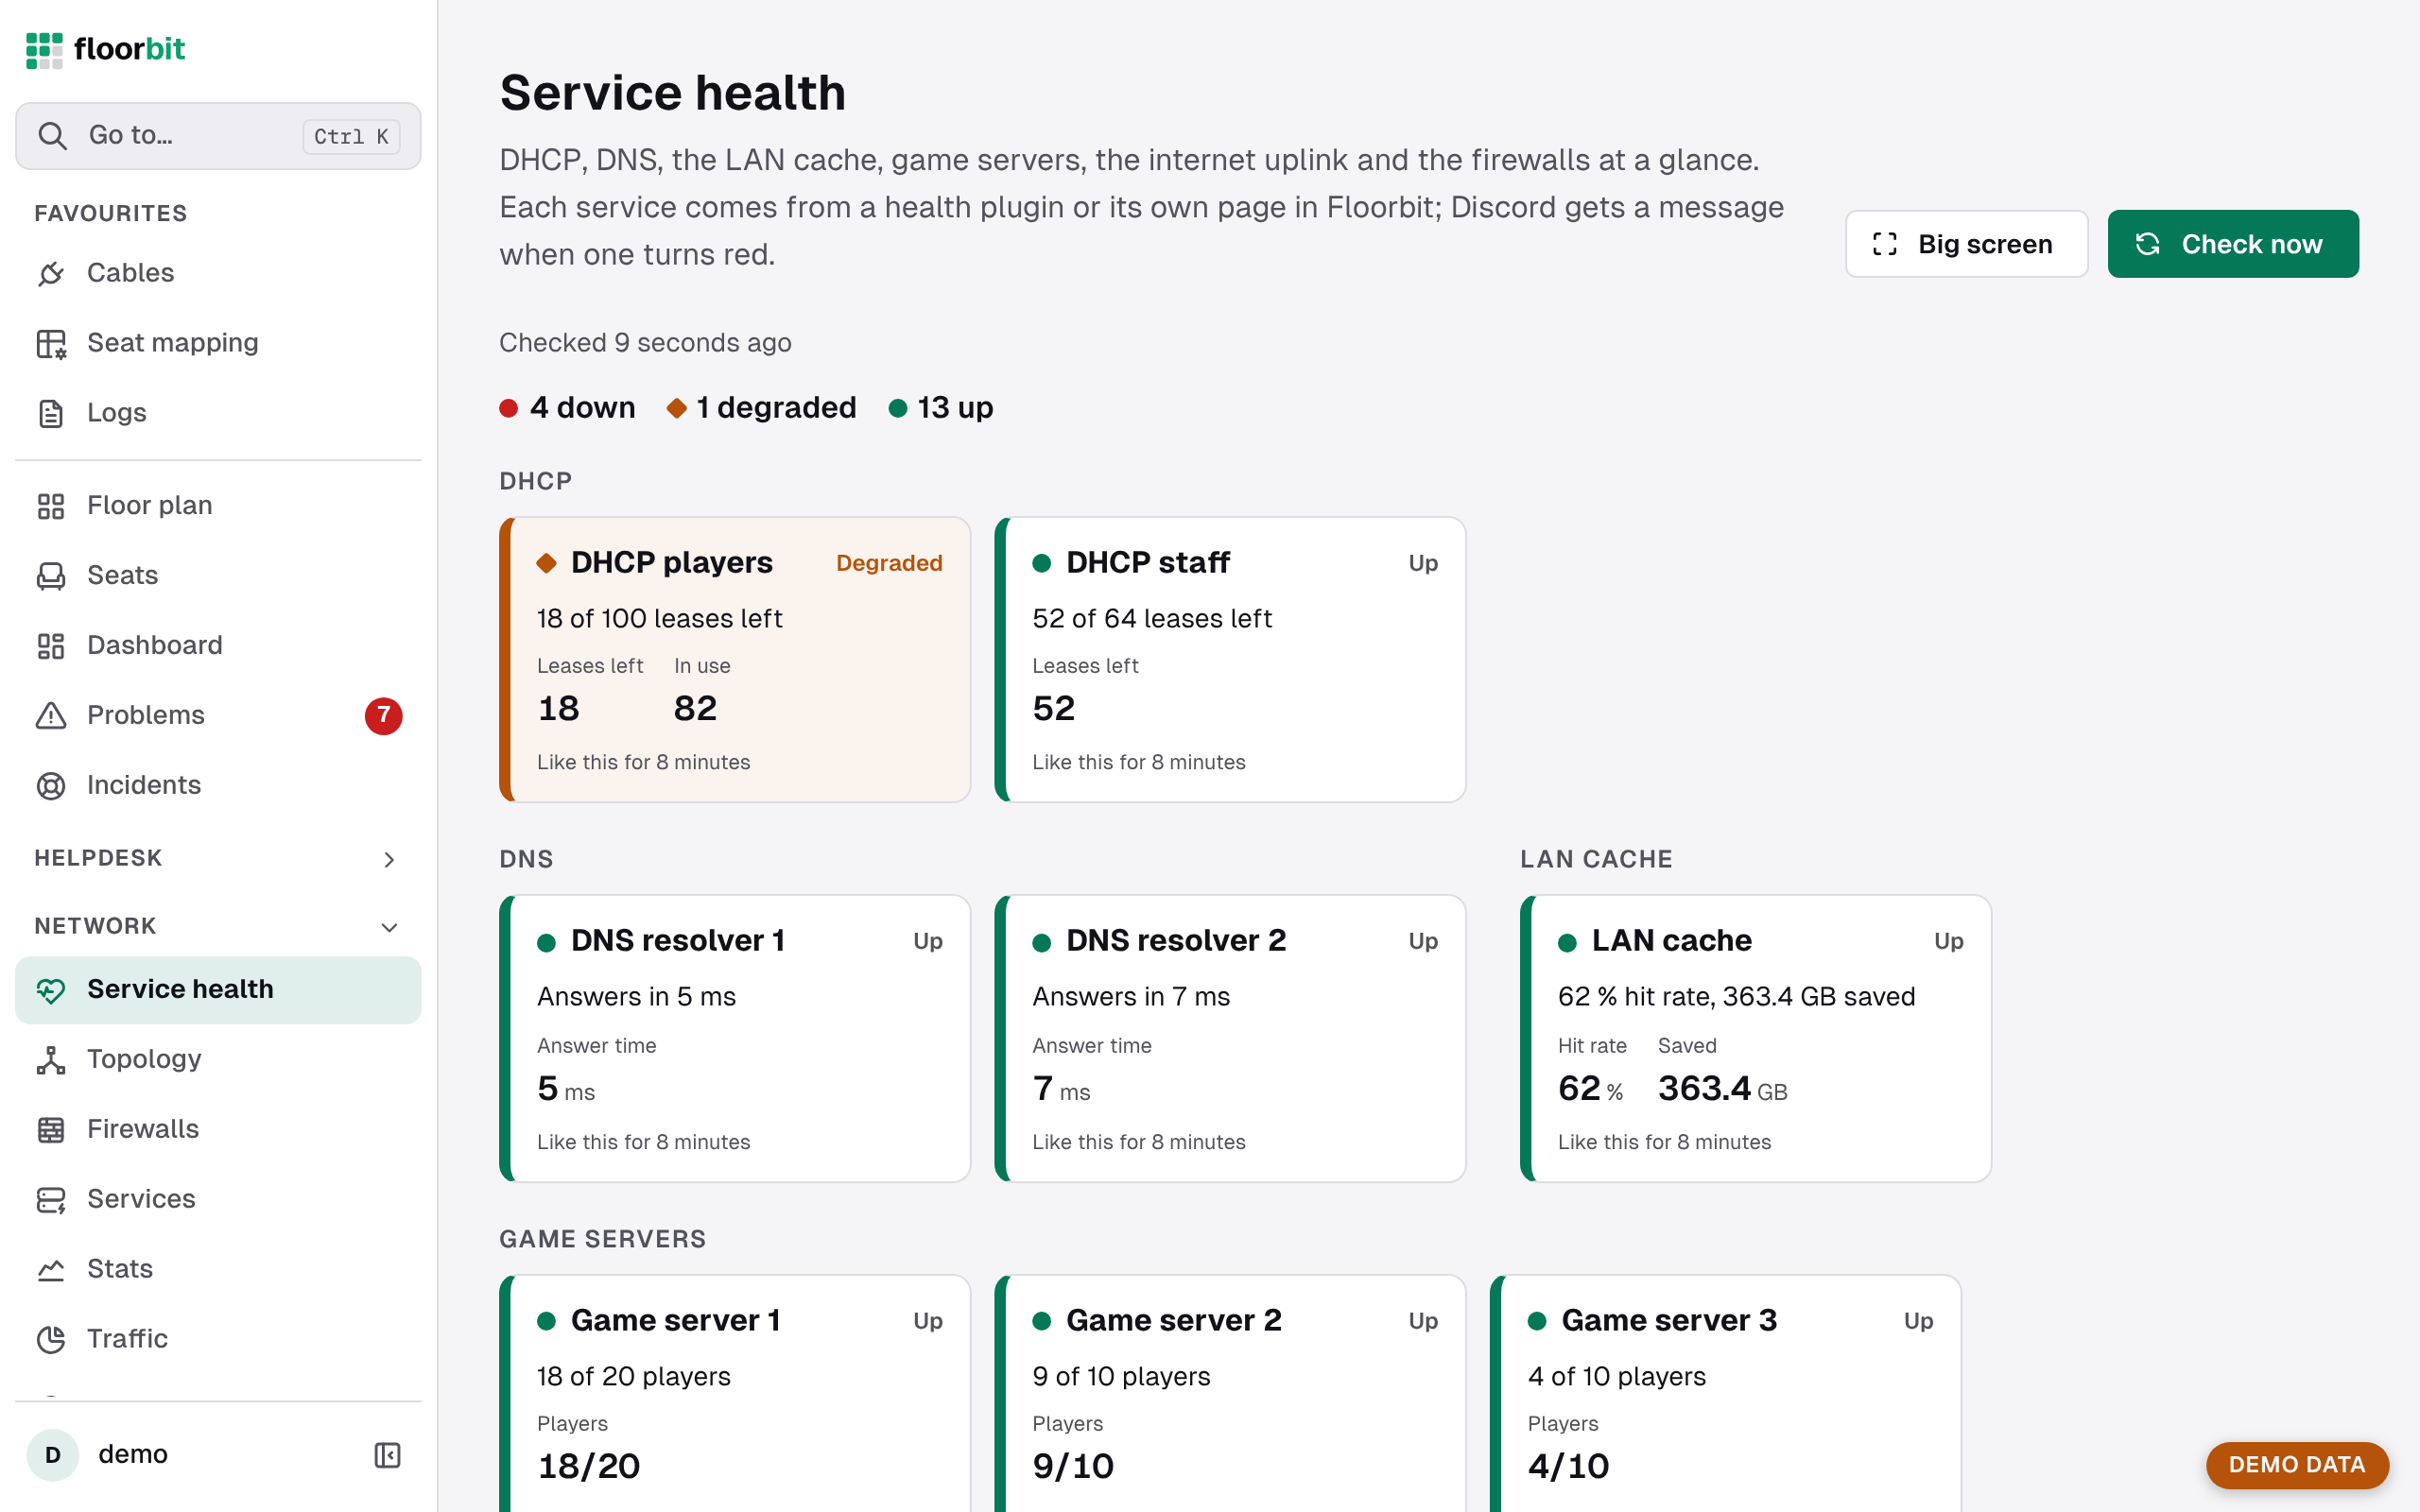 floorbit
Go to...
Ctrl K
FAVOURITES
Cables
Seat mapping
Logs
Floor plan
Seats
Dashboard
Problems
7
Incidents
HELPDESK
NETWORK
Service health
Topology
Firewalls
Services
Stats
Traffic
D
demo
Service health
DHCP, DNS, the LAN cache, game servers, the internet uplink and the firewalls at a glance.
Each service comes from a health plugin or its own page in Floorbit; Discord gets a message
when one turns red.
Big screen
Check now
Checked 9 seconds ago
4 down
1 degraded
13 up
DHCP
DHCP players
Degraded
18 of 100 leases left
Leases left
In use
18
82
Like this for 8 minutes
DHCP staff
Up
52 of 64 leases left
Leases left
52
Like this for 8 minutes
DNS
DNS resolver 1
Up
Answers in 5 ms
Answer time
5 ms
Like this for 8 minutes
DNS resolver 2
Up
Answers in 7 ms
Answer time
7 ms
Like this for 8 minutes
LAN CACHE
LAN cache
Up
62 % hit rate, 363.4 GB saved
Hit rate
Saved
62 %
363.4 GB
Like this for 8 minutes
GAME SERVERS
Game server 1
Up
18 of 20 players
Players
18/20
Game server 2
Up
9 of 10 players
Players
9/10
Game server 3
Up
4 of 10 players
Players
4/10
DEMO DATA